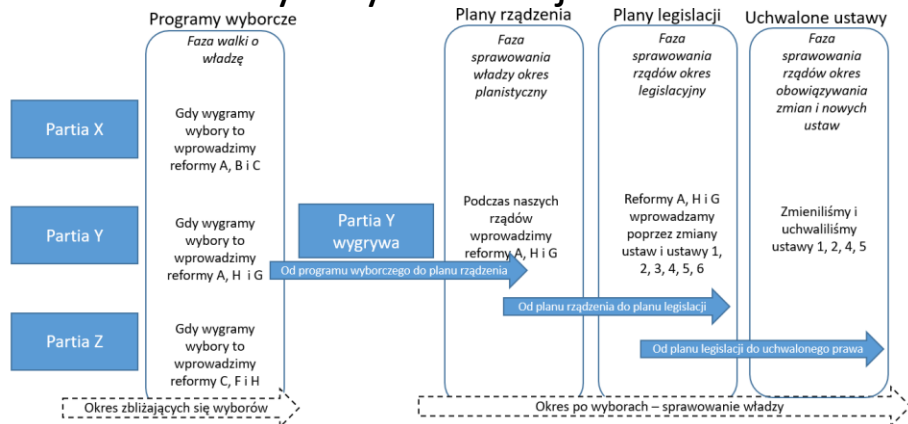 Programy wyborcze
Plany rządzenia
Plany legislacji
Uchwalone ustawy
Faza walki o
władzę
Faza
sprawowania
władzy okres
planistyczny
Faza
sprawowania
rządów okres
legislacyjny
Faza
sprawowania
rządów okres
obowiązywania
zmian i nowych
ustaw
Partia X
Gdy wygramy
wybory to
wprowadzimy
reformy A, B i C
Partia Y
Gdy wygramy
wybory to
wprowadzimy
reformy A, H i G
Partia Y
wygrywa
Podczas naszych
rządów
wprowadzimy
reformy A, H i G
Reformy A, H i G
wprowadzamy
poprzez zmiany
ustaw i ustawy 1,
2, 3, 4, 5, 6
Zmieniliśmy i
uchwaliliśmy
ustawy 1, 2, 4, 5
Od programu wyborczego do planu rządzenia
Od planu rządzenia do planu legislacji
Od planu legislacji do uchwalonego prawa
Partia Z
Gdy wygramy
wybory to
wprowadzimy
reformy C, F i H
Okres zbliżających się wyborów
Okres po wyborach – sprawowanie władzy